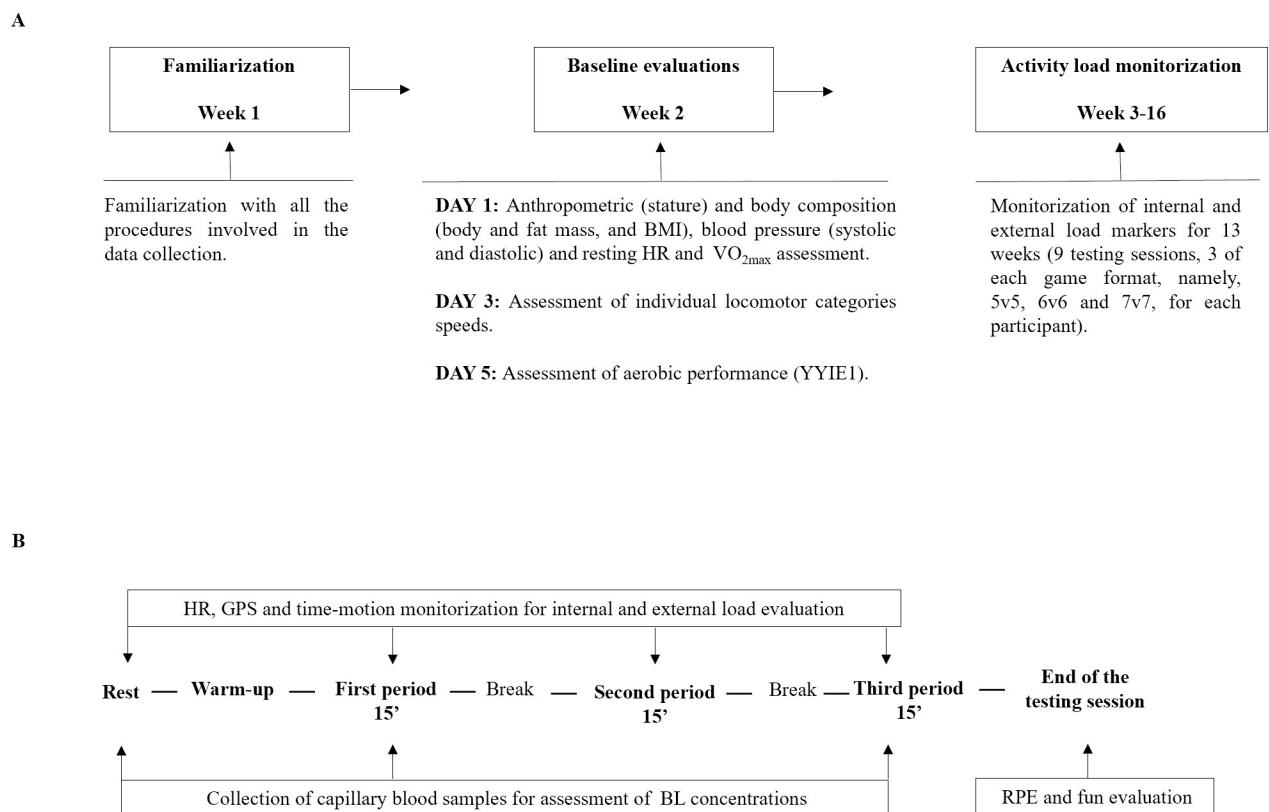 A
Familiarization
Week 1
Baseline evaluations
Week 2
Activity load monitorization
Week 3-16
Familiarization with all the
procedures involved in the
data collection.
DAY 1: Anthropometric (stature) and body composition
(body and fat mass, and BMI), blood pressure (systolic
and diastolic) and resting HR and VO2max assessment.
DAY 3: Assessment of individual locomotor categories
speeds.
DAY 5: Assessment of aerobic performance (YYIE1).
Monitorization of internal and
external load markers for 13
weeks (9 testing sessions, 3 of
each game format, namely,
5v5, 6v6 and 7v7, for each
participant).
B
HR, GPS and time-motion monitorization for internal and external load evaluation
Rest
Warm-up
First period
15’
Break
Second period
15’
Break
Third period
15’
End of the
testing session
Collection of capillary blood samples for assessment of BL concentrations
RPE and fun evaluation